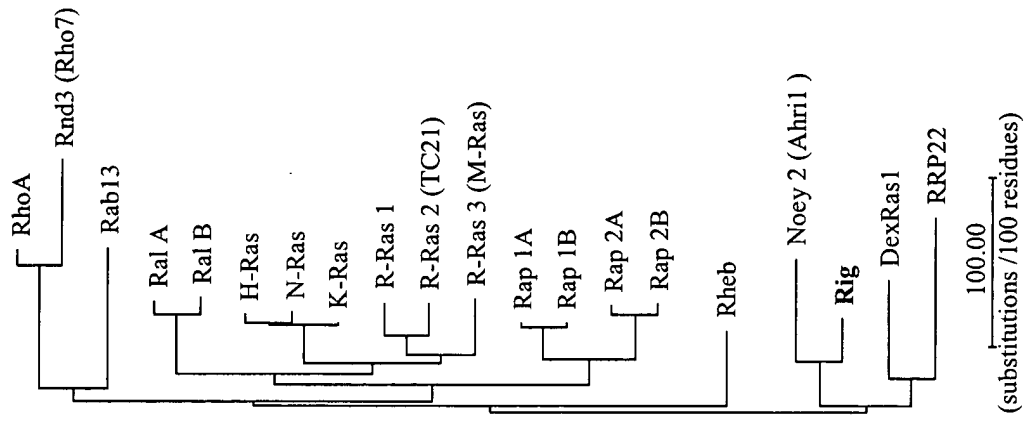 RhoA
Rnd3 (Rho7)
Rab13
Ral A
Ral B
H-Ras
N-Ras
K-Ras
R-Ras 1
R-Ras 2 (TC21)
R-Ras 3 (M-Ras)
Rap 1A
Rap 1B
Rap 2A
Rap 2B
Rheb
Noey 2 (Ahri1 )
Rig
DexRas1
RRP22
100.00
(substitutions /100 residues)